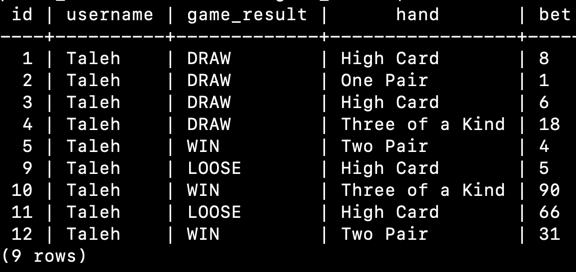 id | username | game_result | hand | bet
----+----------+-------------+-----------------+-----
1 | Taleh | DRAW | High Card | 8
2 | Taleh | DRAW | One Pair | 1
3 | Taleh | DRAW | High Card | 6
4 | Taleh | DRAW | Three of a Kind | 18
5 | Taleh | WIN | Two Pair | 4
9 | Taleh | LOOSE | High Card | 5
10 | Taleh | WIN | Three of a Kind | 90
11 | Taleh | LOOSE | High Card | 66
12 | Taleh | WIN | Two Pair | 31
(9 rows)